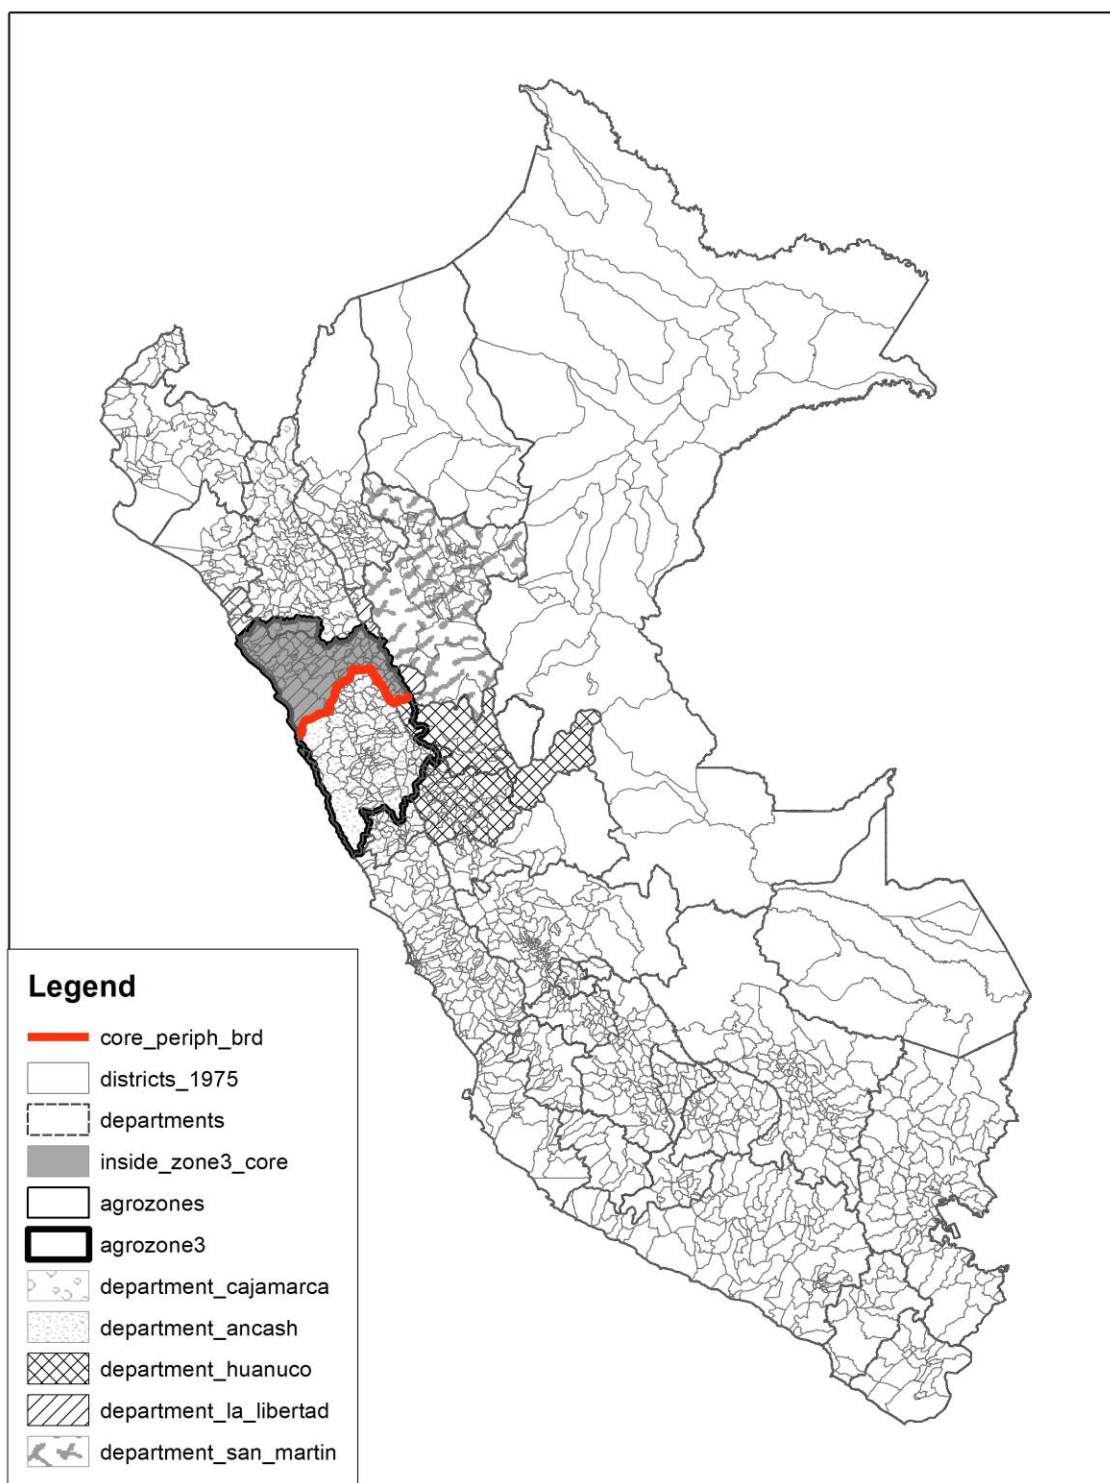 Legend
core_periph_brd
districts_1975
departments
inside_zone3_core
agrozones
agrozone3
department_cajamarca
department_ancash
department_huanuco
department_la_libertad
department_san_martin